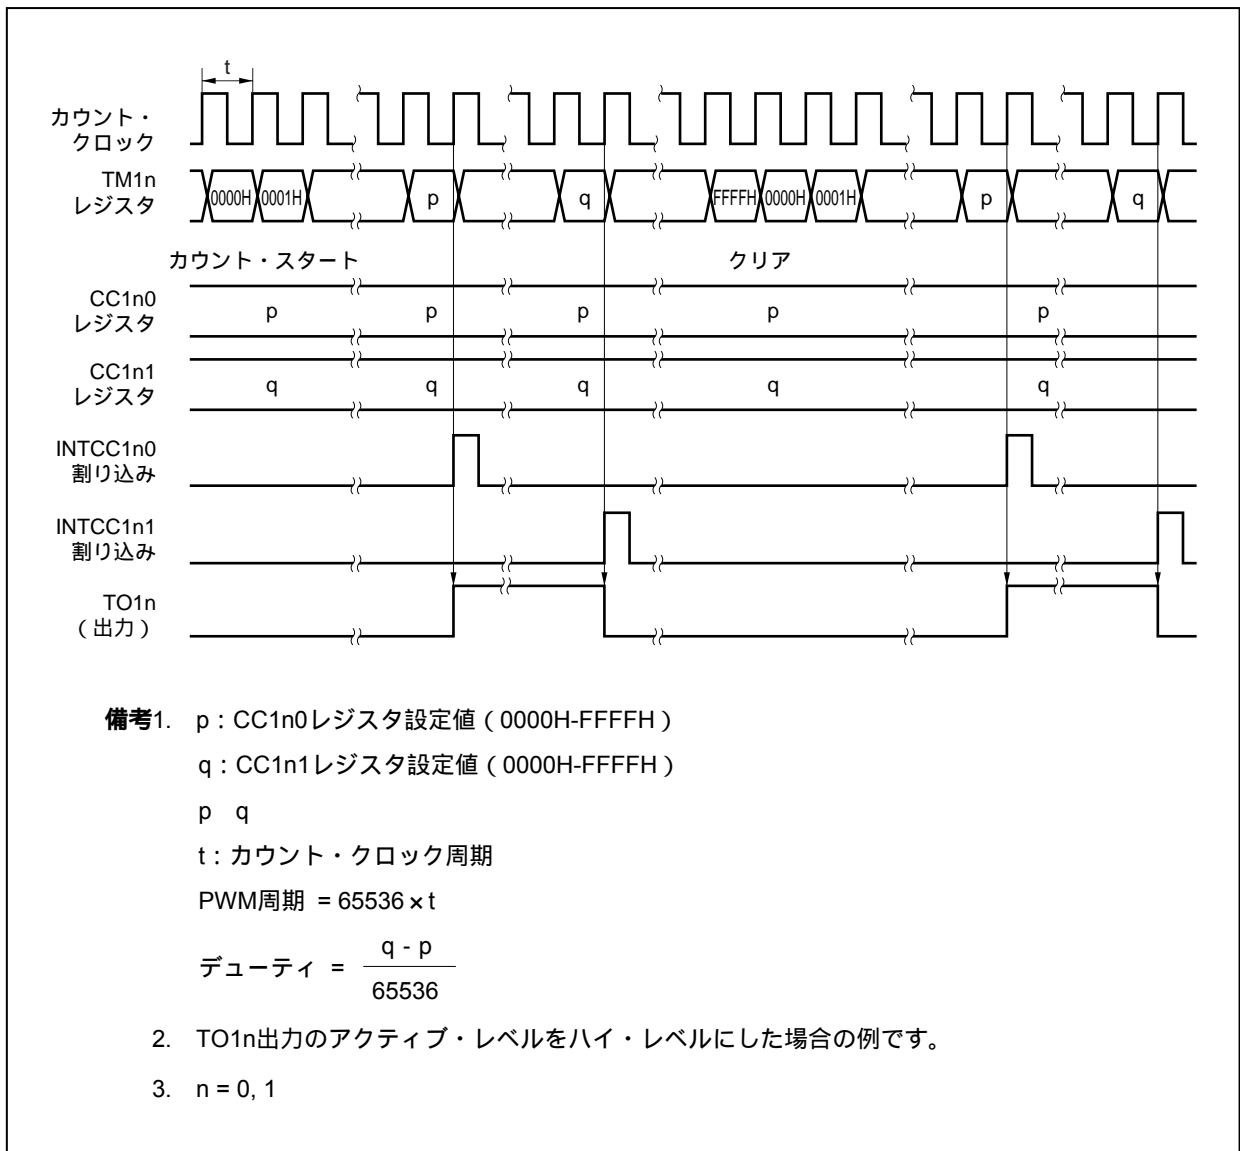 t
カウント・
クロック
TM1n
レジスタ
0000H 0001H p q FFFFH 0000H 0001H p q
カウント・スタート クリア
CC1n0
レジスタ
p p p p p
CC1n1
レジスタ
q q q q q
INTCC1n0
割り込み
INTCC1n1
割り込み
TO1n
（出力）
備考1. p：CC1n0レジスタ設定値（0000H-FFFFH）
q：CC1n1レジスタ設定値（0000H-FFFFH）
p q
t：カウント・クロック周期
PWM周期 = 65536 × t
デューティ = q - p
65536
2. TO1n出力のアクティブ・レベルをハイ・レベルにした場合の例です。
3. n = 0, 1